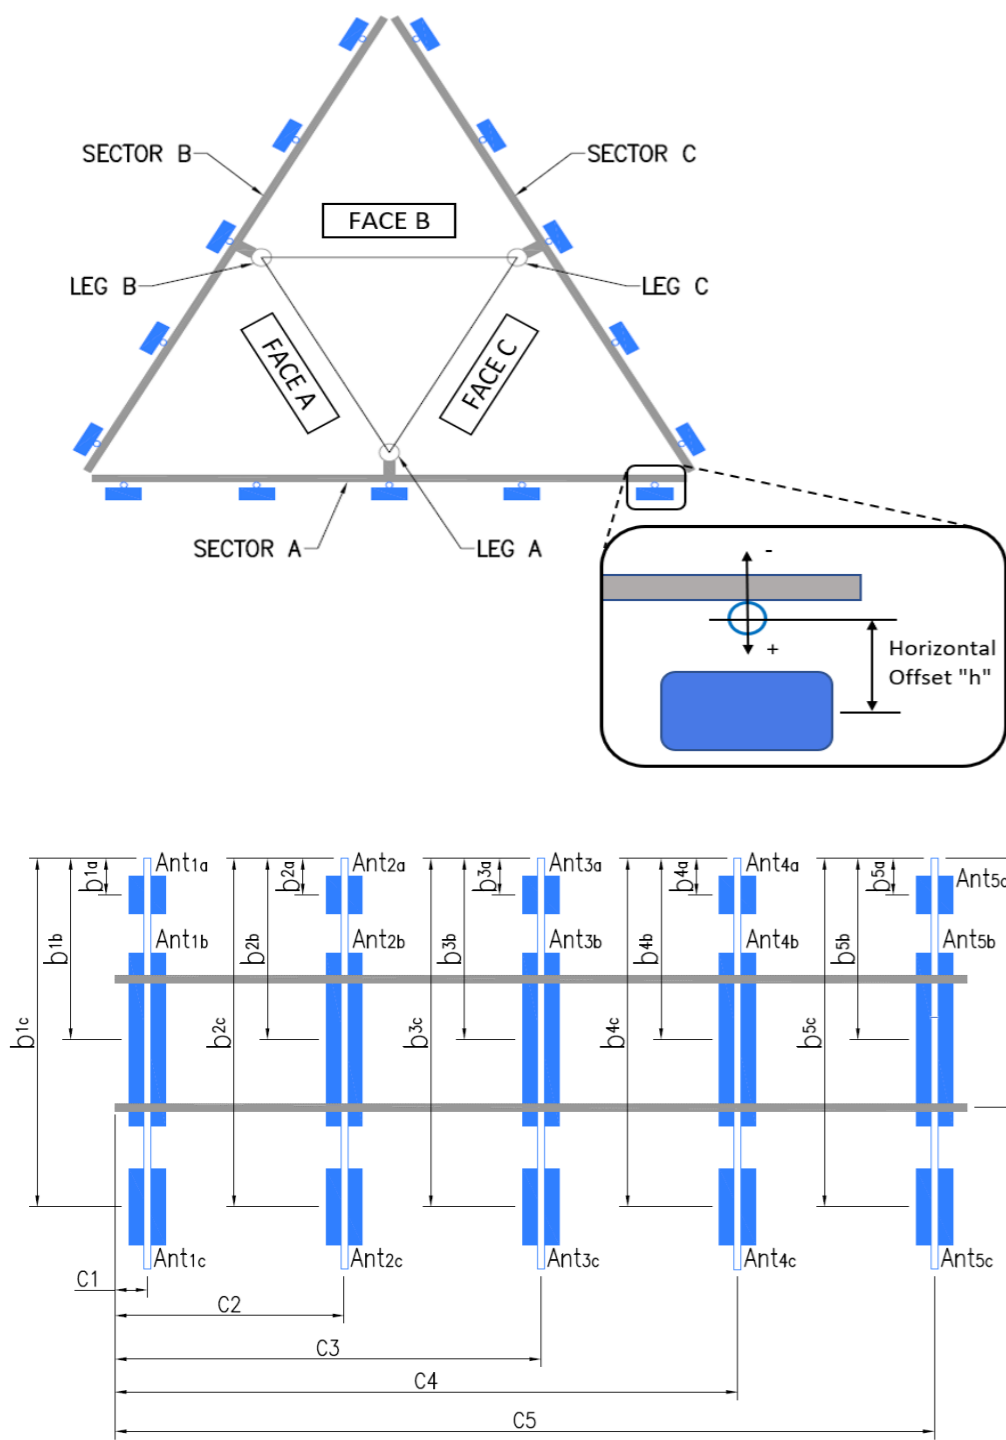 SECTOR B
SECTOR C
FACE B
LEG B
LEG C
FACE A
FACE C
SECTOR A
LEG A
-
+
Horizontal
Offset "h"
Ant1a
Ant2a
Ant3a
Ant4a
Ant5a
b1a
b2a
b3a
b4a
b5a
Ant1b
Ant2b
Ant3b
Ant4b
Ant5b
b1b
b2b
b3b
b4b
b5b
b1c
b2c
b3c
b4c
b5c
Ant1c
Ant2c
Ant3c
Ant4c
Ant5c
C1
C2
C3
C4
C5